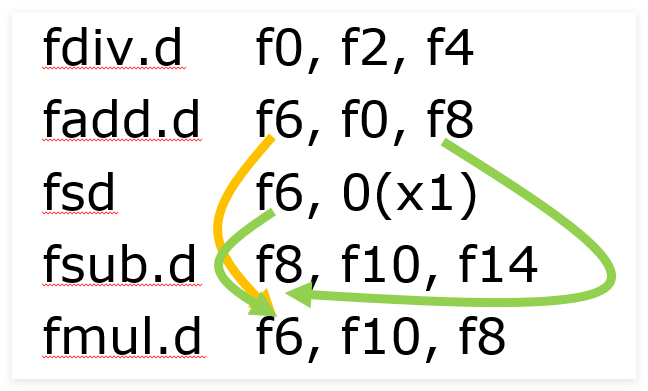 fdiv.d f0, f2, f4
fadd.d f6, f0, f8
fsd f6, 0(x1)
fsub.d f8, f10, f14
fmul.d f6, f10, f8